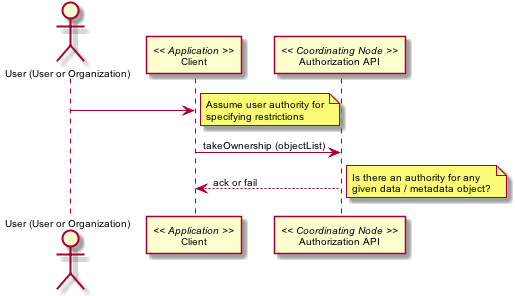 User (User or Organization)
<< Application >>
Client
<< Coordinating Node >>
Authorization API
Assume user authority for
specifying restrictions
takeOwnership (objectList)
ack or fail
Is there an authority for any
given data / metadata object?
User (User or Organization)
<< Application >>
Client
<< Coordinating Node >>
Authorization API